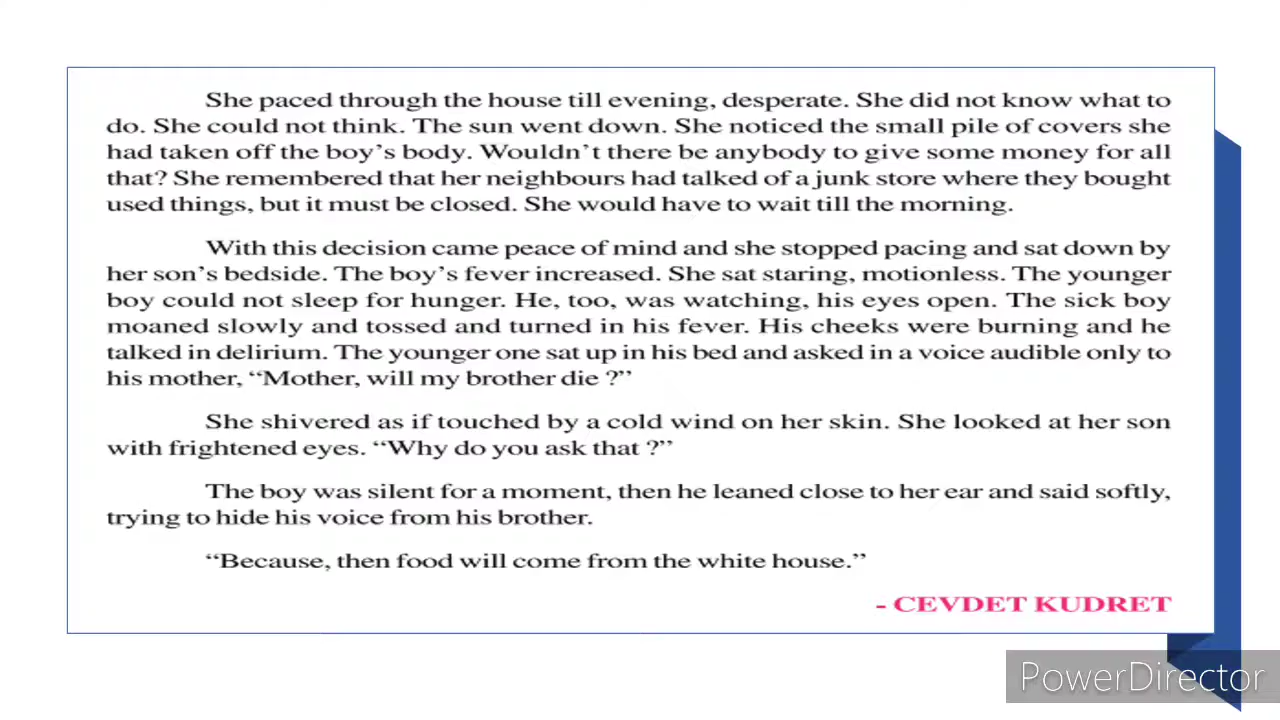 She paced through the house till evening, desperate. She did not know what to
do. She could not think. The sun went down. She noticed the small pile of covers she
had taken off the boy's body. Wouldn't there be anybody to give some money for all
that? She remembered that her neighbours had talked of a junk store where they bought
used things, but it must be closed. She would have to wait till the morning.
With this decision came peace of mind and she stopped pacing and sat down by
her son's bedside. The boy's fever increased. She sat staring, motionless. The younger
boy could not sleep for hunger. He, too, was watching, his eyes open. The sick boy
moaned slowly and tossed and turned in his fever. His cheeks were burning and he
talked in delirium. The younger one sat up in his bed and asked in a voice audible only to
his mother, “Mother, will my brother die ?”
She shivered as if touched by a cold wind on her skin. She looked at her son
with frightened eyes. “Why do you ask that ?”
The boy was silent for a moment, then he leaned close to her ear and said softly,
trying to hide his voice from his brother.
“Because, then food will come from the white house.”
- CEVDET KUDRET
PowerDirector